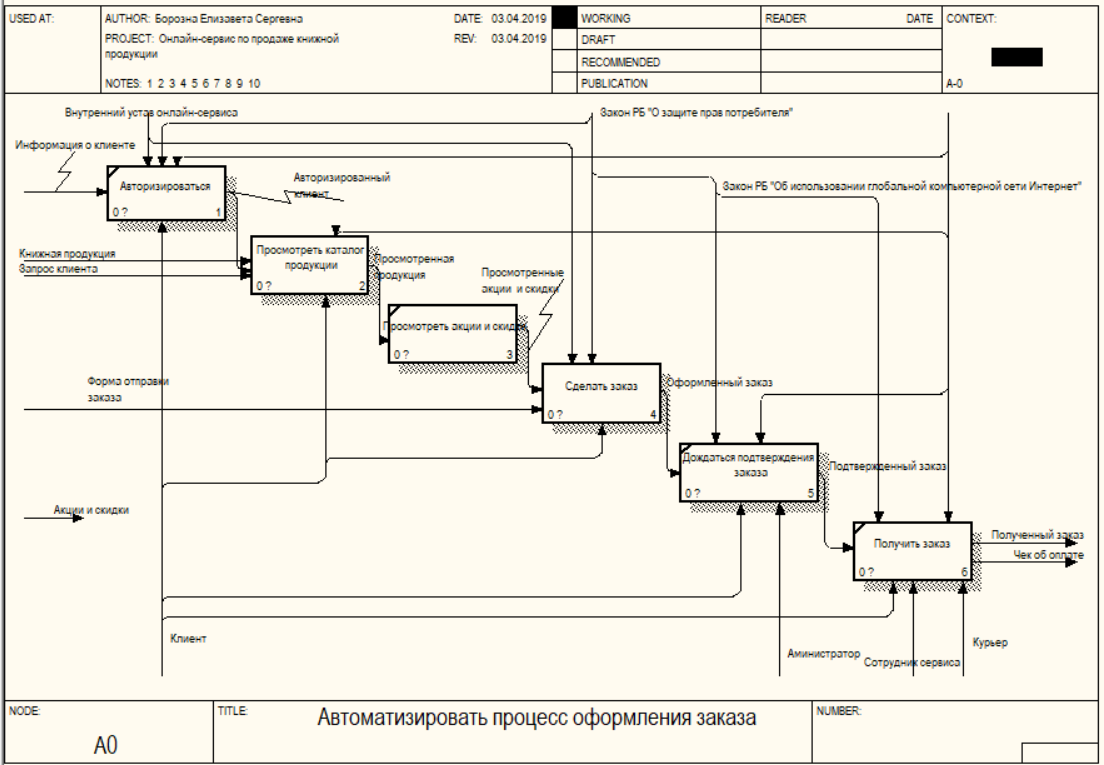 USED AT:
AUTHOR: Борозна Елизавета Сергевна
DATE: 03.04.2019
WORKING
READER
DATE
CONTEXT:
PROJECT: Онлайн-сервис по продаже книжной
продукции
REV: 03.04.2019
DRAFT
RECOMMENDED
NOTES: 1 2 3 4 5 6 7 8 9 10
PUBLICATION
A-0
Внутренний устав онлайн-сервиса
Закон РБ "О защите прав потребителя"
Информация о клиенте
Авторизироваться
0 ?
1
Авторизированный
клиент
Закон РБ "Об использовании глобальной компьютерной сети Интернет"
Книжная продукция
Запрос клиента
Просмотреть каталог
продукции
0 ?
2
Просмотренная
продукция
Просмотренные
акции и скидки
Просмотреть акции и скидки
0 ?
3
Форма отправки
заказа
Сделать заказ
0 ?
4
Оформленный заказ
Дождаться подтверждения
заказа
0 ?
5
Подтвержденный заказ
Акции и скидки
Получить заказ
0 ?
6
Полученный заказ
Чек об оплате
Клиент
Аминистратор
Сотрудник сервиса
Курьер
NODE:
A0
TITLE:
Автоматизировать процесс оформления заказа
NUMBER: